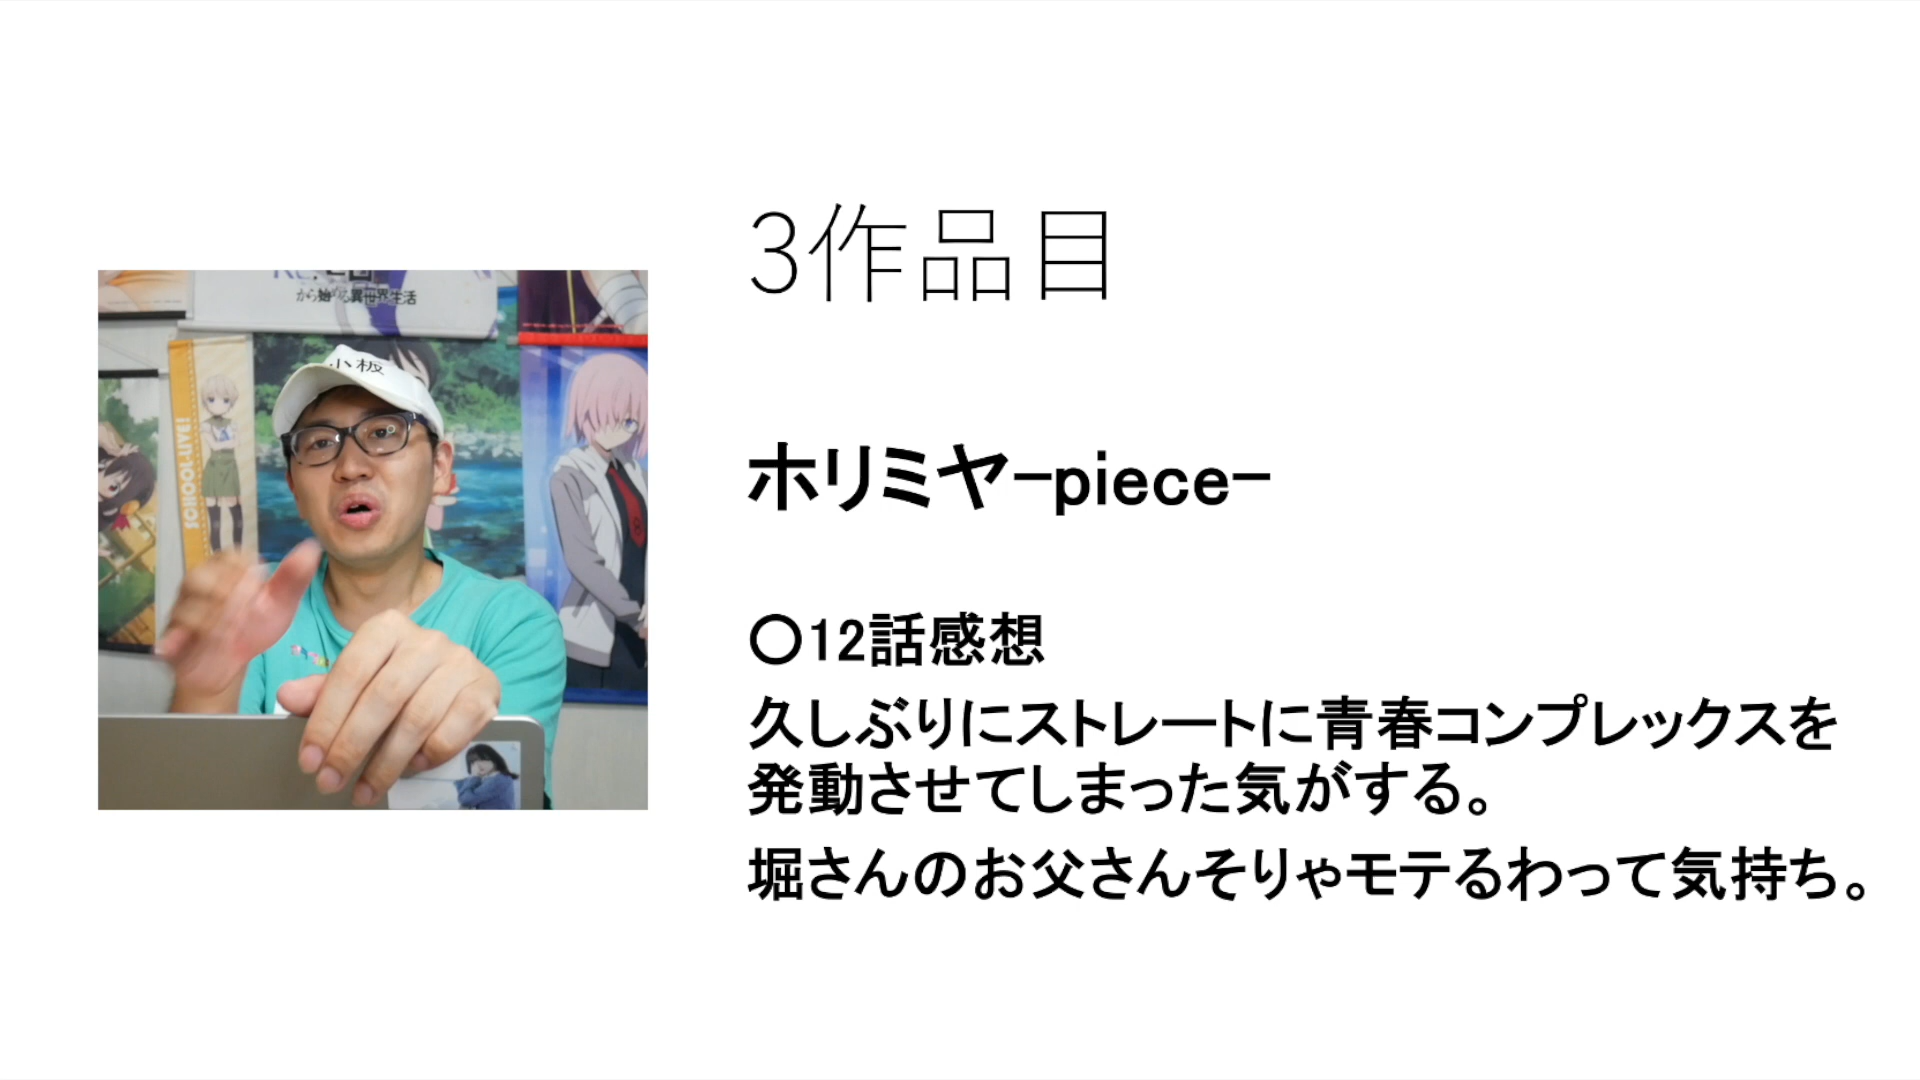 3作品目
ホリミヤ-piece-
〇12話感想
久しぶりにストレートに青春コンプレックスを
発動させてしまった気がする。
堀さんのお父さんそりゃモテるわって気持ち。
から始める異世界生活
小板
SCHOOL-LIVE!